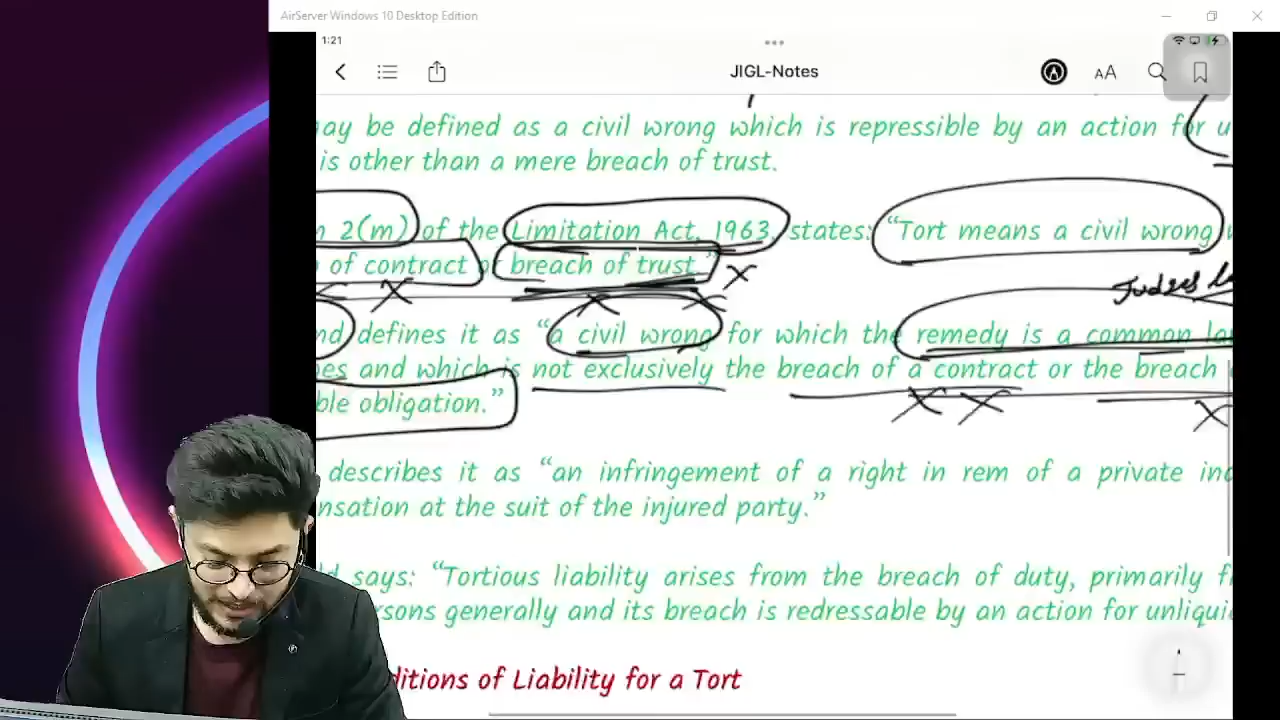 AirServer Windows 10 Desktop Edition
1:21
JIGL-Notes
AA
may be defined as a civil wrong which is repressible by an action for u
is other than a mere breach of trust.
n 2(m) of the Limitation Act, 1963, states: “Tort means a civil wrong
of contract or breach of trust.”
Judges
nd defines it as “a civil wrong for which the remedy is a common la
es and which is not exclusively the breach of a contract or the breach
ble obligation.”
describes it as “an infringement of a right in rem of a private in
nsation at the suit of the injured party.”
ld says: “Tortious liability arises from the breach of duty, primarily f
rsons generally and its breach is redressable by an action for unliqui
ditions of Liability for a Tort